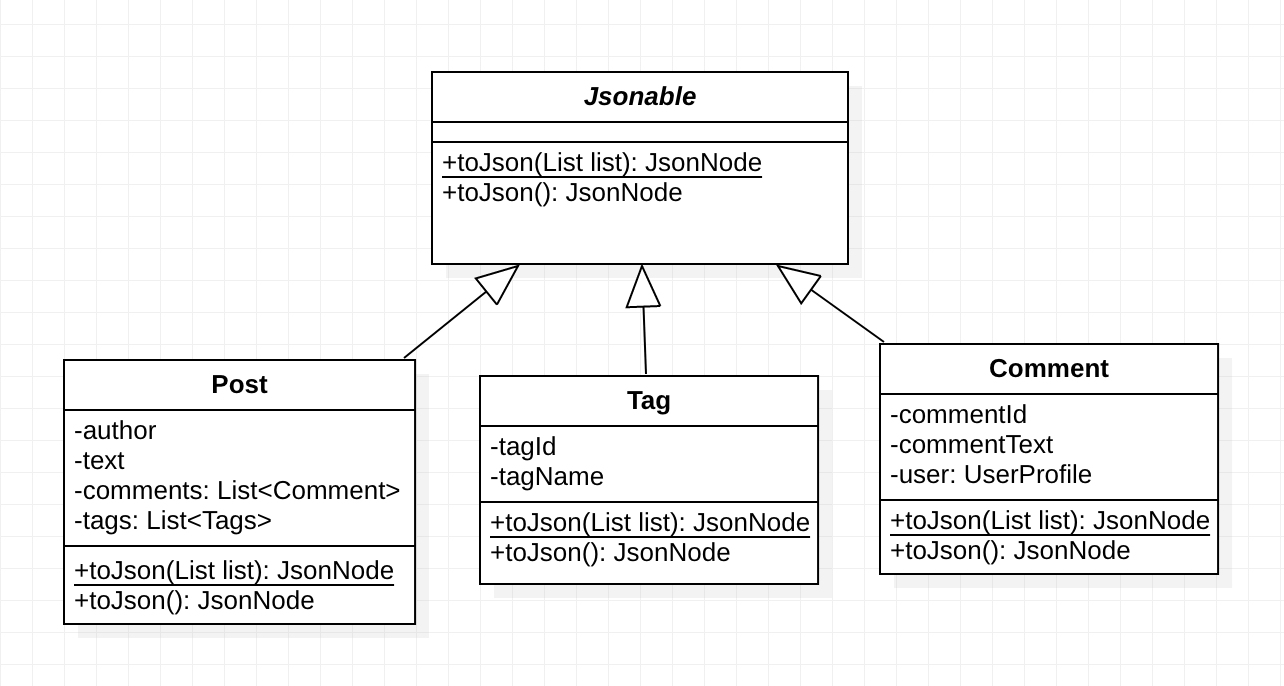 Jsonable
+toJson(List list): JsonNode
+toJson(): JsonNode
Post
-author
-text
-comments: List<Comment>
-tags: List<Tags>
+toJson(List list): JsonNode
+toJson(): JsonNode
Tag
-tagId
-tagName
+toJson(List list): JsonNode
+toJson(): JsonNode
Comment
-commentId
-commentText
-user: UserProfile
+toJson(List list): JsonNode
+toJson(): JsonNode